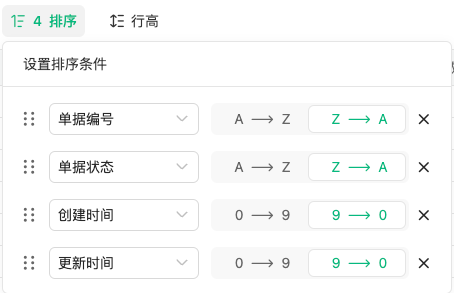 4 排序 行高
设置排序条件
单据编号 A → Z Z → A
单据状态 A → Z Z → A
创建时间 0 → 9 9 → 0
更新时间 0 → 9 9 → 0